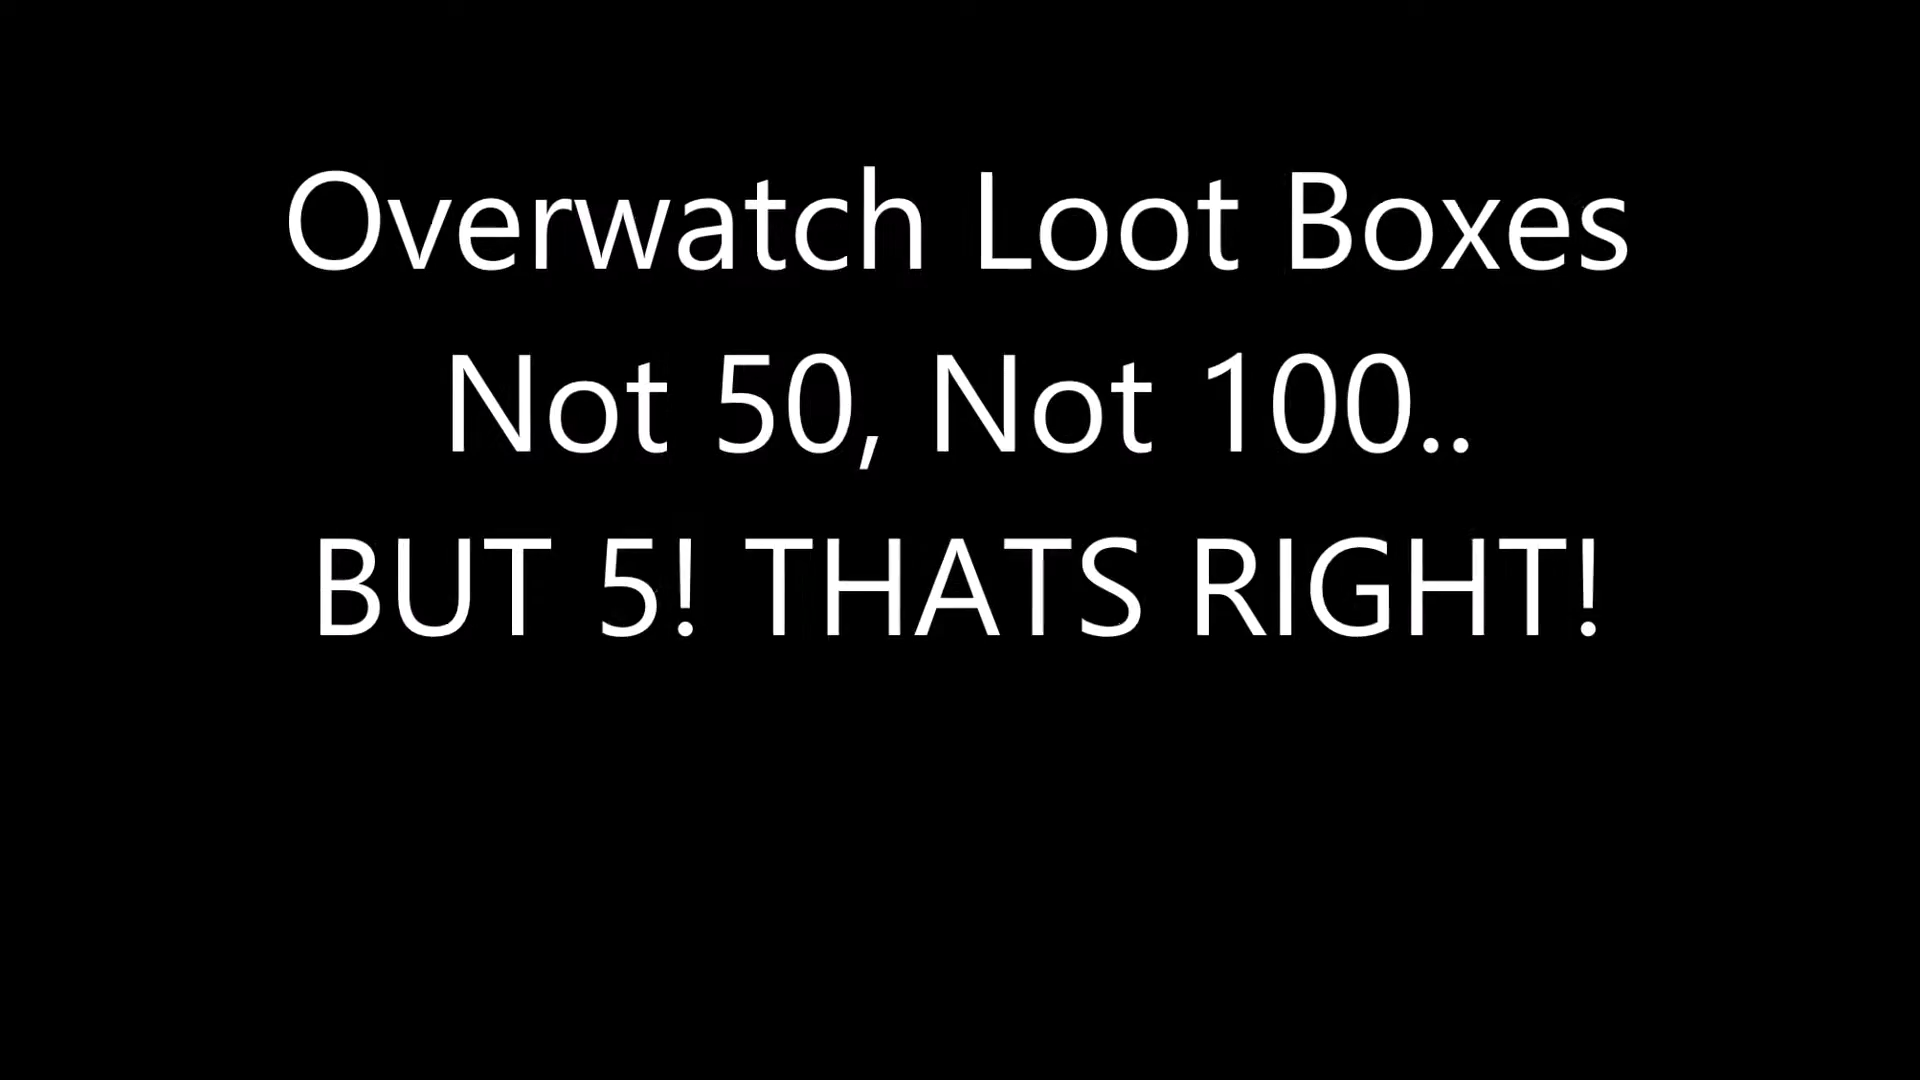 Overwatch Loot Boxes
Not 50, Not 100..
BUT 5! THATS RIGHT!